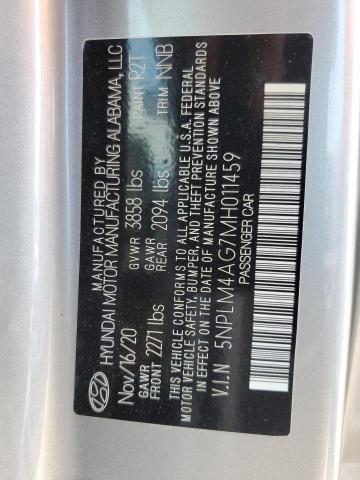 MANUFACTURED BY
HYUNDAI MOTOR MANUFACTURING ALABAMA, LLC
Nov/16/20 GVWR 3858 lbs PAINT R2T
GAWR FRONT 2271 lbs GAWR REAR 2094 lbs TRIM NNB
THIS VEHICLE CONFORMS TO ALL APPLICABLE U.S.A. FEDERAL
MOTOR VEHICLE SAFETY, BUMPER, AND THEFT PREVENTION STANDARDS
IN EFFECT ON THE DATE OF MANUFACTURE SHOWN ABOVE
V.I.N 5NPLM4AG7MH011459
PASSENGER CAR